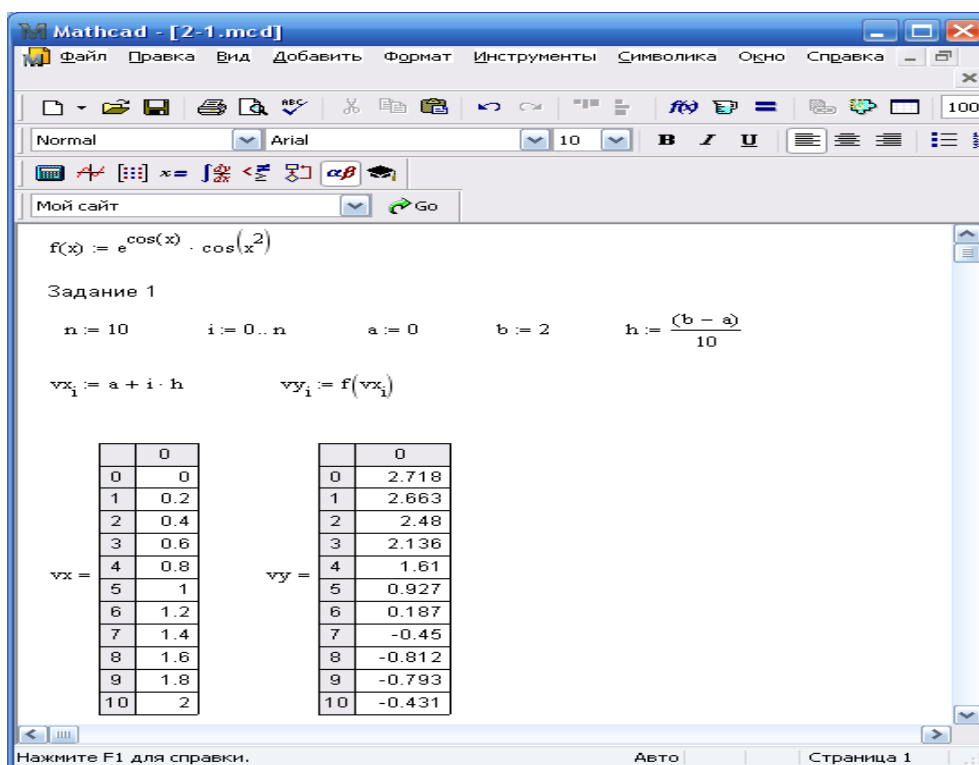 Mathcad - [2-1.mcd]
Файл Правка Вид Добавить Формат Инструменты Символика Окно Справка
100
Normal Arial 10 B I U
Мой сайт Go
f(x) := e^cos(x) · cos(x^2)
Задание 1
n := 10 i := 0.. n a := 0 b := 2 h := (b - a) / 10
vx_i := a + i · h vy_i := f(vx_i)
0 0
0 0 0 2.718
1 0.2 1 2.663
2 0.4 2 2.48
3 0.6 3 2.136
vx = 4 0.8 vy = 4 1.61
5 1 5 0.927
6 1.2 6 0.187
7 1.4 7 -0.45
8 1.6 8 -0.812
9 1.8 9 -0.793
10 2 10 -0.431
Нажмите F1 для справки. Авто Страница 1